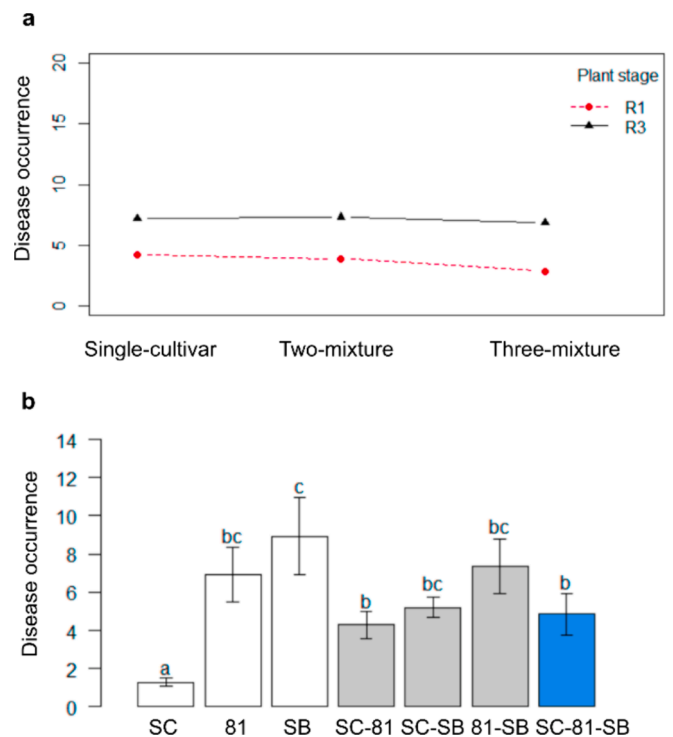 a
Disease occurrence
20
15
10
5
0
Plant stage
R1
R3
Single-cultivar Two-mixture Three-mixture
b
Disease occurrence
14
12
10
8
6
4
2
0
a
bc
c
b
bc
bc
b
SC 81 SB SC-81 SC-SB 81-SB SC-81-SB